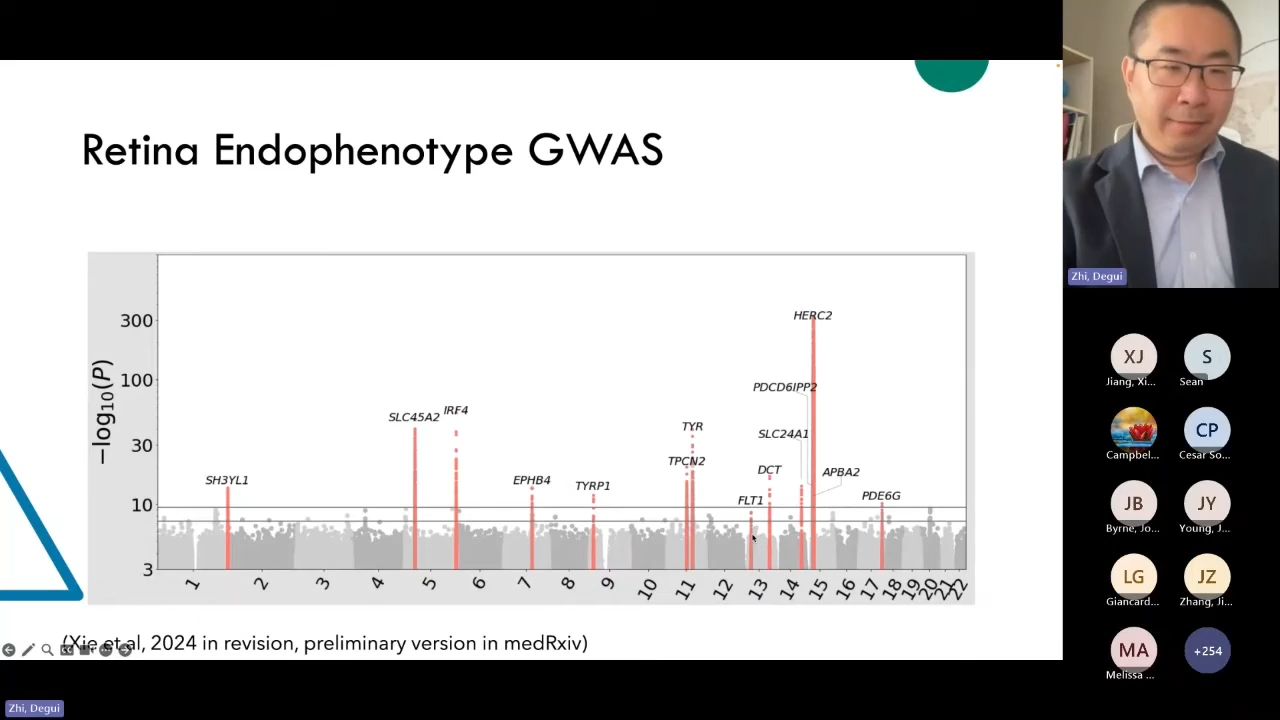 Retina Endophenotype GWAS
−log10(P)
300
100
30
10
3
HERC2
PDCD6IPP2
SLC45A2
IRF4
TYR
SLC24A1
TPCN2
DCT
APBA2
SH3YL1
EPHB4
TYRP1
FLT1
PDE6G
1 2 3 4 5 6 7 8 9 10 11 12 13 14 15 16 17 18 19 20 21 22
(Xie et al, 2024 in revision, preliminary version in medRxiv)
Zhi, Degui
XJ
Jiang, Xi...
S
Sean
Campbel...
CP
Cesar So...
JB
Byrne, Jo...
JY
Young, J...
LG
Giancard...
JZ
Zhang, Ji...
MA
Melissa ...
+254
Zhi, Degui